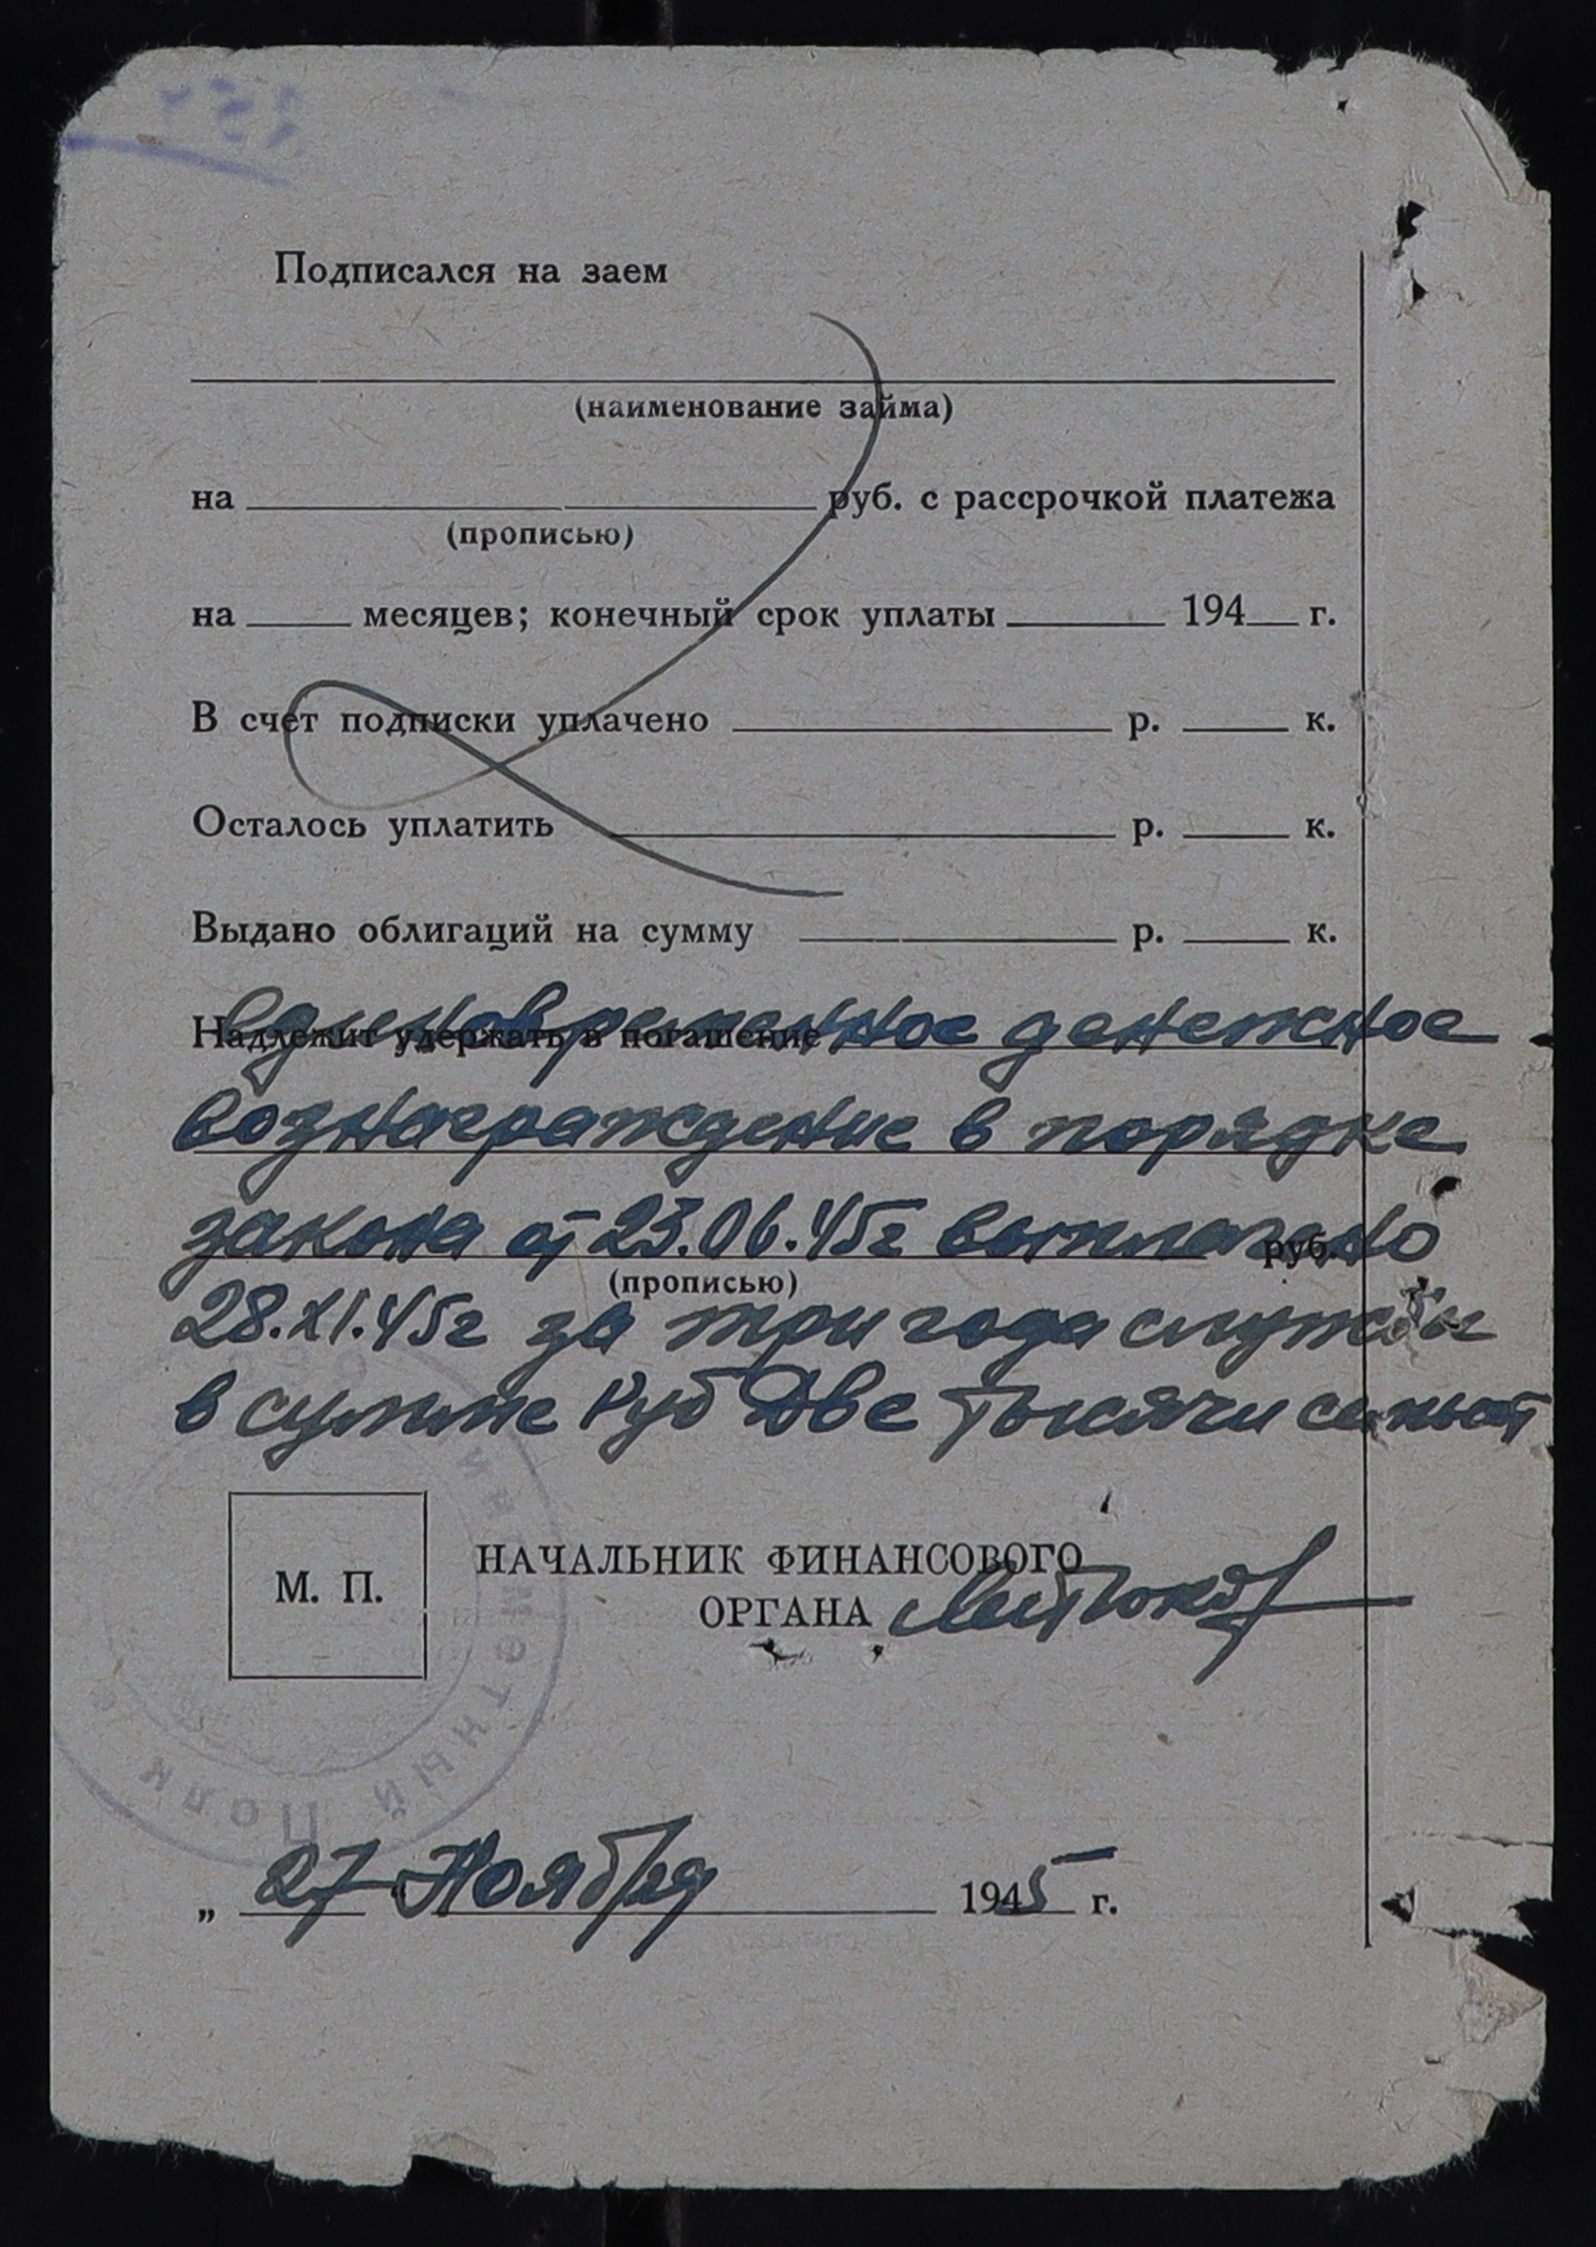 Подписался на заем
(наименование займа)
на руб. с рассрочкой платежа
(прописью)
на месяцев; конечный срок уплаты 194 г.
В счет подписки уплачено р. к.
Осталось уплатить р. к.
Выдано облигаций на сумму р. к.
Надлежит удержать в погашение
Единовременное денежное
вознаграждение в порядке
закона от 23.06.45г выплачено
руб.
(прописью)
28.XI.45г за три года службы
в сумме Руб Две тысячи семьсот
М. П.
НАЧАЛЬНИК ФИНАНСОВОГО
ОРГАНА
„ 27 " Ноября 1945 г.